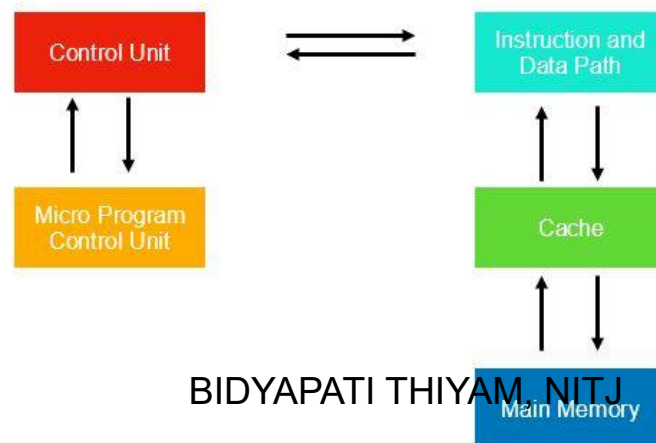 Control Unit
Instruction and
Data Path
Micro Program
Control Unit
Cache
BIDYAPATI THIYAM, NITJ
Main Memory